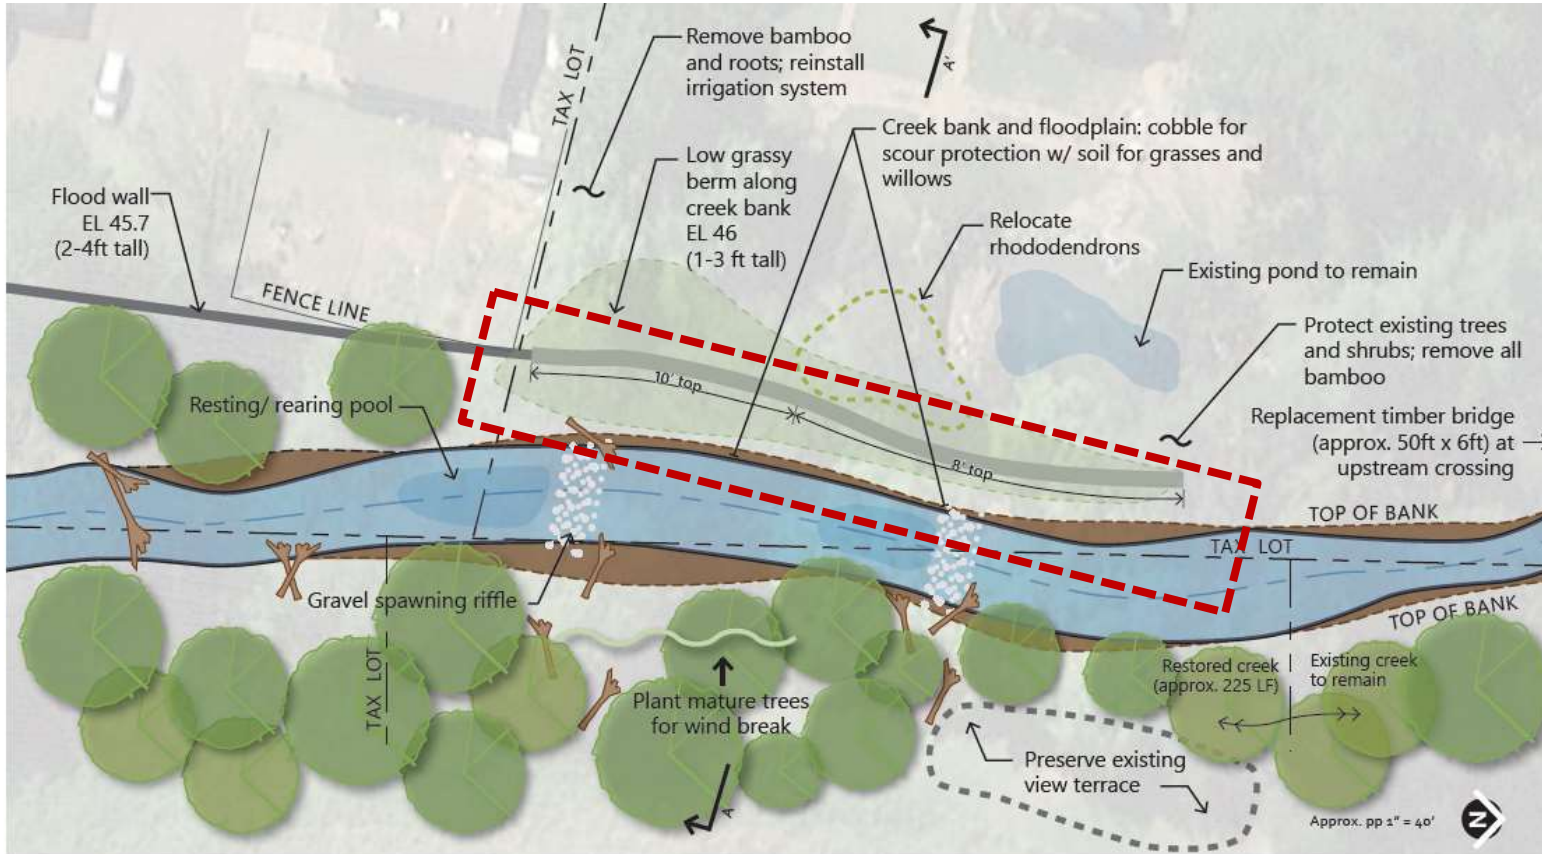 Remove bamboo
and roots; reinstall
irrigation system
A'
TAX LOT
Creek bank and floodplain: cobble for
scour protection w/ soil for grasses and
willows
Low grassy
berm along
creek bank
EL 46
(1-3 ft tall)
Flood wall
EL 45.7
(2-4ft tall)
Relocate
rhododendrons
Existing pond to remain
FENCE LINE
Protect existing trees
and shrubs; remove all
bamboo
10' top
Resting/ rearing pool
Replacement timber bridge
(approx. 50ft x 6ft) at
upstream crossing
8' top
TOP OF BANK
TAX LOT
Gravel spawning riffle
TOP OF BANK
TAX LOT
Restored creek
(approx. 225 LF)
Existing creek
to remain
Plant mature trees
for wind break
Preserve existing
view terrace
A
Approx. pp 1" = 40'
N